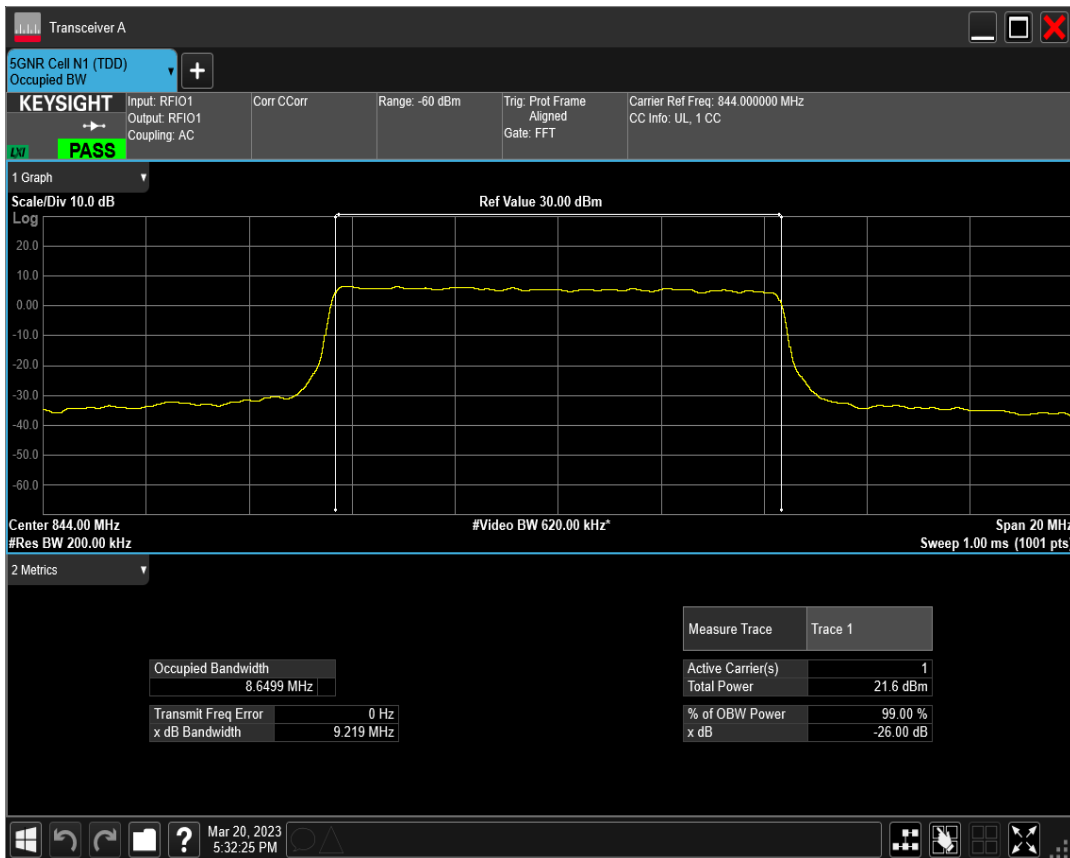 Transceiver A
5GNR Cell N1 (TDD)
Occupied BW
KEYSIGHT
LXI
PASS
Input: RFIO1
Output: RFIO1
Coupling: AC
Corr CCorr
Range: -60 dBm
Trig: Prot Frame
Aligned
Gate: FFT
Carrier Ref Freq: 844.000000 MHz
CC Info: UL, 1 CC
1 Graph
Scale/Div 10.0 dB
Ref Value 30.00 dBm
Log
20.0
10.0
0.00
-10.0
-20.0
-30.0
-40.0
-50.0
-60.0
Center 844.00 MHz
#Video BW 620.00 kHz*
Span 20 MHz
#Res BW 200.00 kHz
Sweep 1.00 ms (1001 pts)
2 Metrics
Measure Trace Trace 1
Occupied Bandwidth
8.6499 MHz
Active Carrier(s) 1
Total Power 21.6 dBm
Transmit Freq Error 0 Hz
x dB Bandwidth 9.219 MHz
% of OBW Power 99.00 %
x dB -26.00 dB
?
Mar 20, 2023
5:32:25 PM